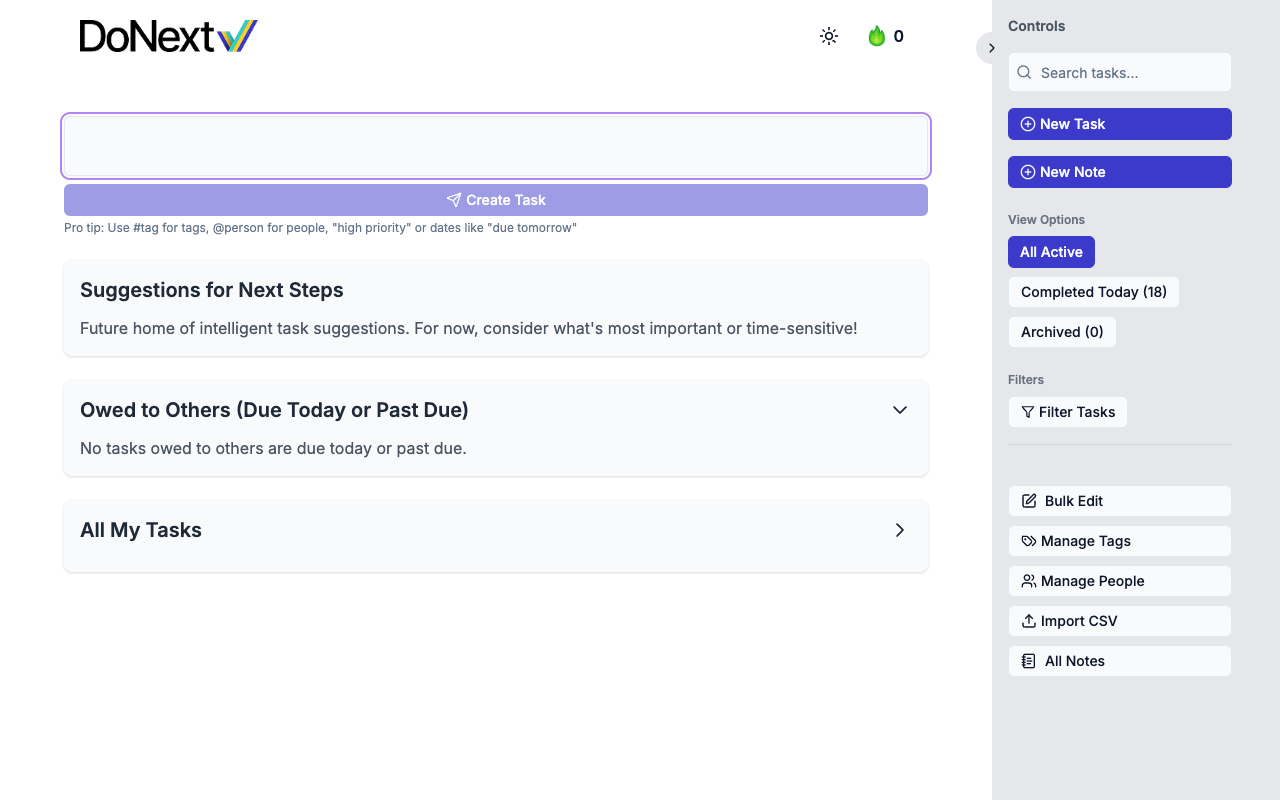 DoNext
0
Create Task
Pro tip: Use #tag for tags, @person for people, "high priority" or dates like "due tomorrow"
Suggestions for Next Steps
Future home of intelligent task suggestions. For now, consider what's most important or time-sensitive!
Owed to Others (Due Today or Past Due)
No tasks owed to others are due today or past due.
All My Tasks
Controls
Search tasks...
New Task
New Note
View Options
All Active
Completed Today (18)
Archived (0)
Filters
Filter Tasks
Bulk Edit
Manage Tags
Manage People
Import CSV
All Notes